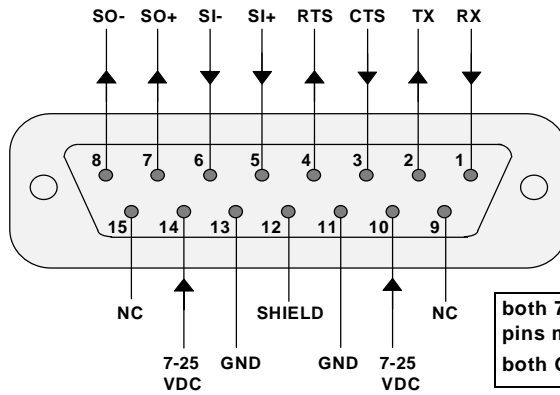 SO- SO+ SI- SI+ RTS CTS TX RX
8 7 6 5 4 3 2 1
15 14 13 12 11 10 9
NC SHIELD NC
7-25 GND GND 7-25
VDC VDC
both 7
pins
both